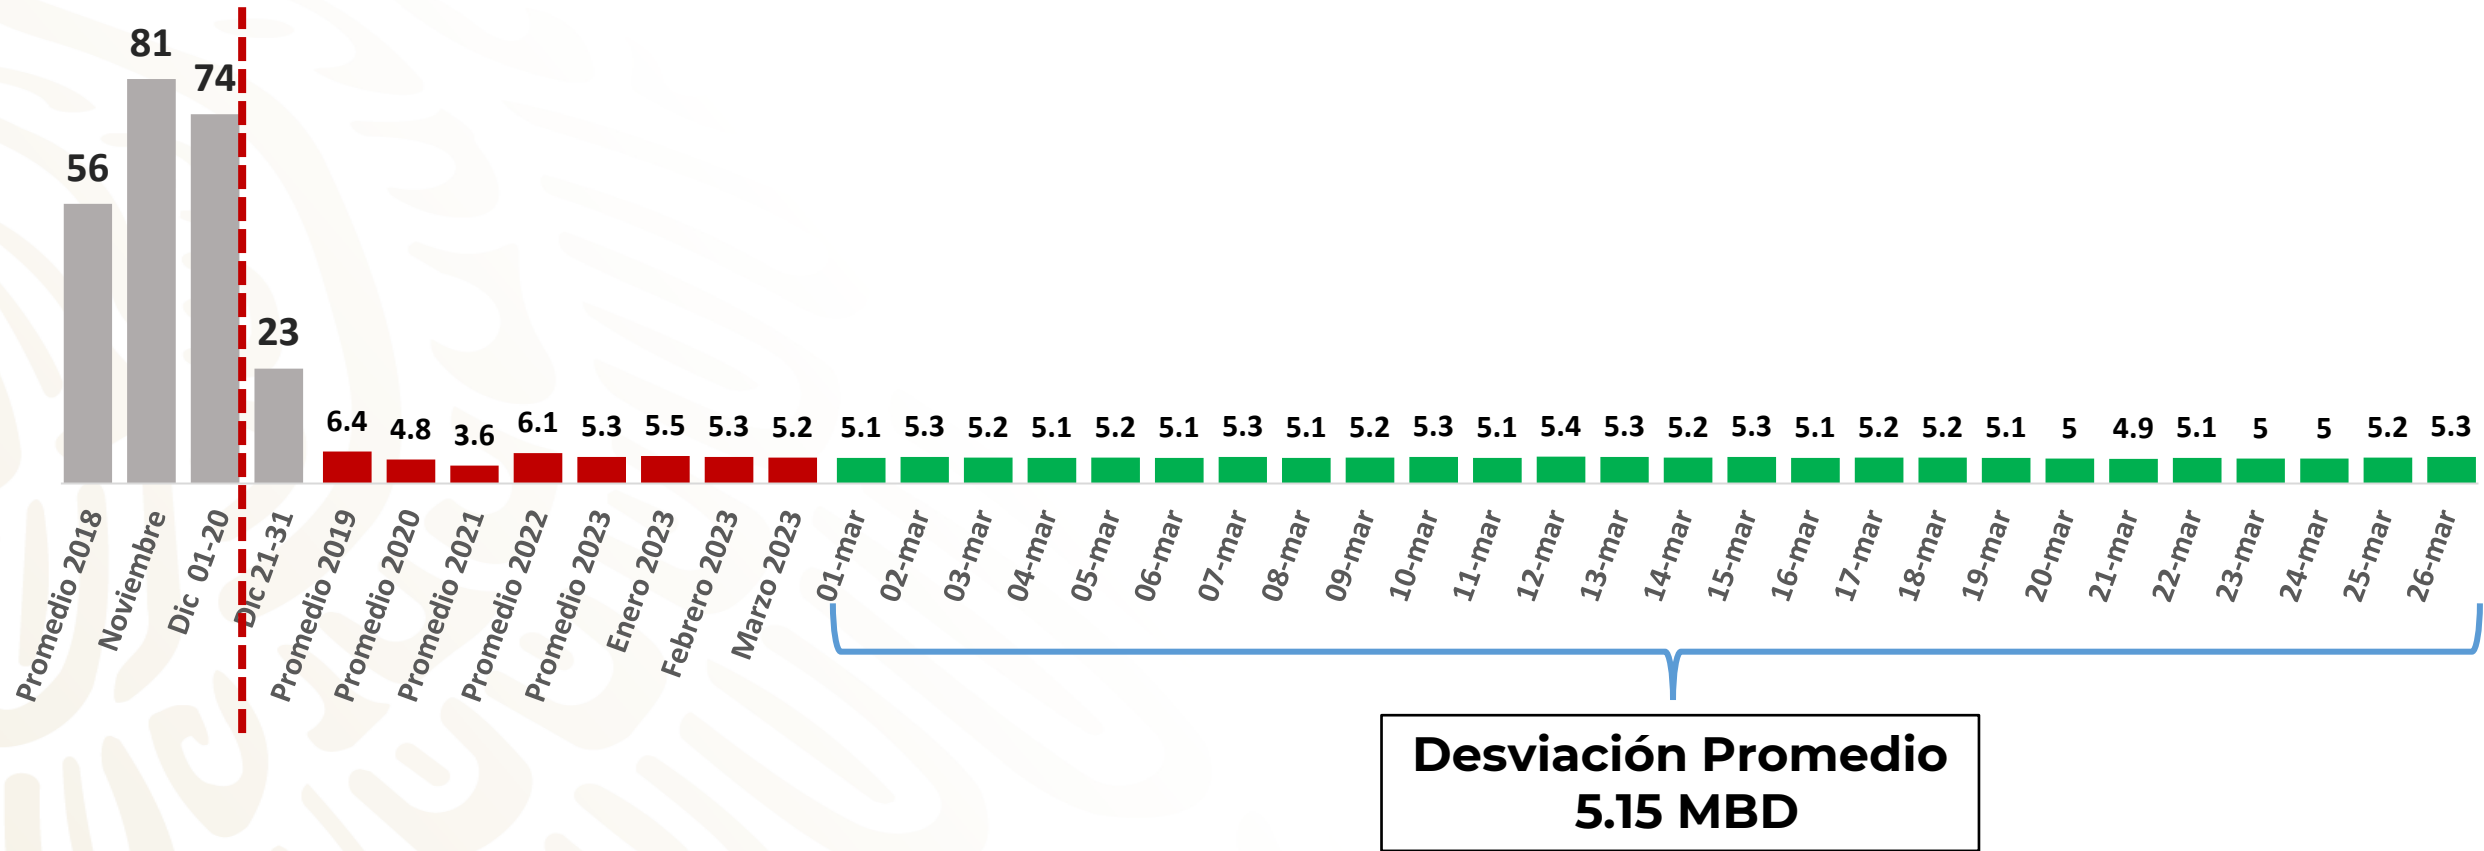 56
81
74
23
6.4
4.8
3.6
6.1
5.3
5.5
5.3
5.2
5.1
5.3
5.2
5.1
5.2
5.1
5.3
5.1
5.2
5.3
5.1
5.4
5.3
5.2
5.3
5.1
5.2
5.2
5.1
5
4.9
5.1
5
5
5.2
5.3
Promedio 2018
Noviembre
Dic 01-20
Dic 21-31
Promedio 2019
Promedio 2020
Promedio 2021
Promedio 2022
Promedio 2023
Enero 2023
Febrero 2023
Marzo 2023
01-mar
02-mar
03-mar
04-mar
05-mar
06-mar
07-mar
08-mar
09-mar
10-mar
11-mar
12-mar
13-mar
14-mar
15-mar
16-mar
17-mar
18-mar
19-mar
20-mar
21-mar
22-mar
23-mar
24-mar
25-mar
26-mar
Desviación Promedio
5.15 MBD